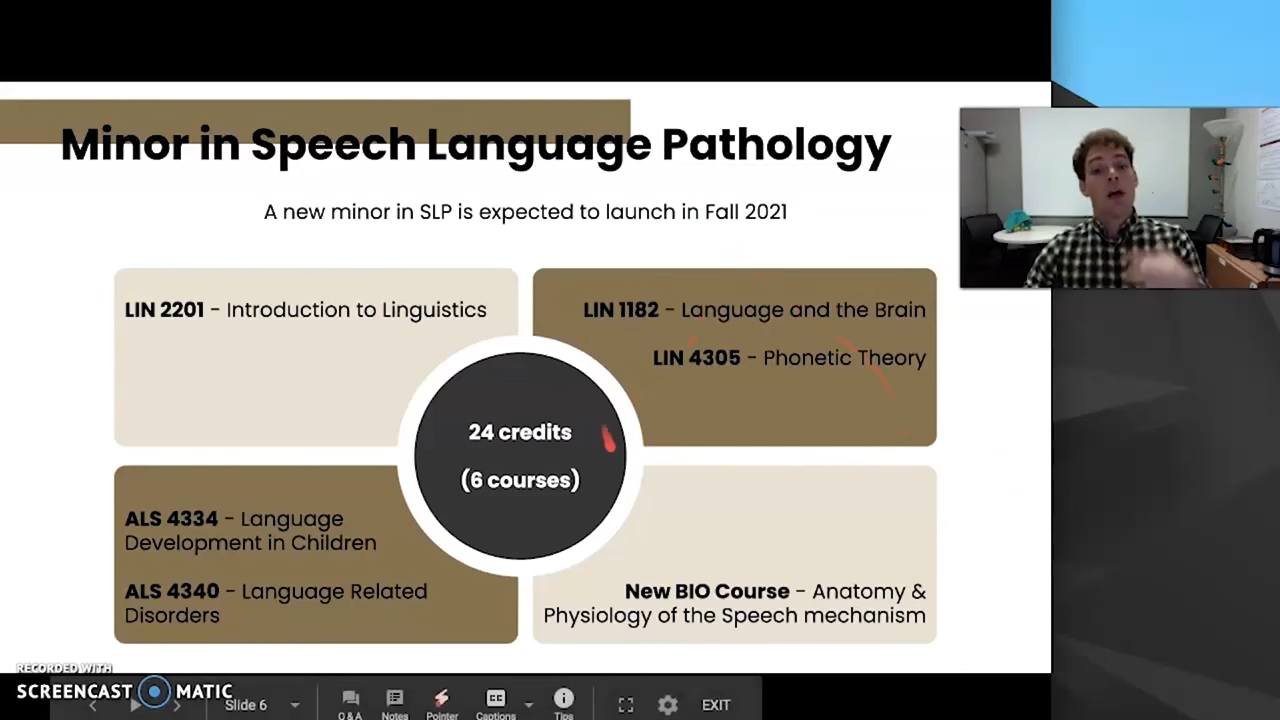 Minor in Speech Language Pathology
A new minor in SLP is expected to launch in Fall 2021
LIN 2201 - Introduction to Linguistics
LIN 1182 - Language and the Brain
LIN 4305 - Phonetic Theory
24 credits
(6 courses)
ALS 4334 - Language
Development in Children
ALS 4340 - Language Related
Disorders
New BIO Course - Anatomy &
Physiology of the Speech mechanism
RECORDED WITH
SCREENCAST MATIC
Slide 6
Q&A
Notes
Pointer
Captions
Tips
EXIT